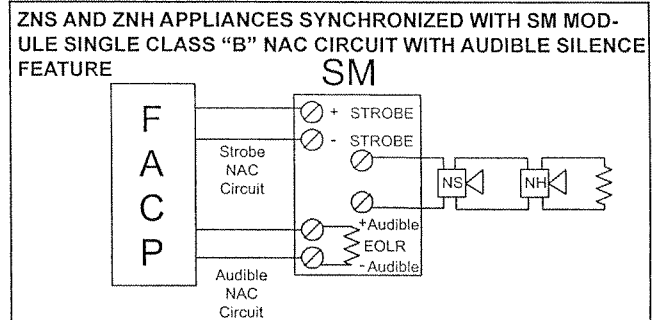 ZNS AND ZNH APPLIANCES SYNCHRONIZED WITH SM MOD-
ULE SINGLE CLASS “B” NAC CIRCUIT WITH AUDIBLE SILENCE
FEATURE
SM
F
A
C
P
+ STROBE
- STROBE
Strobe
NAC
Circuit
NS
NH
+Audible
EOLR
-Audible
Audible
NAC
Circuit